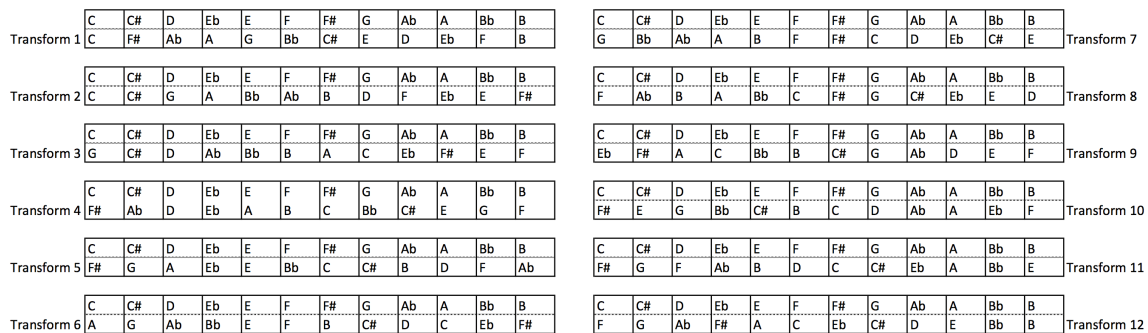 C C# D Eb E F F# G Ab A Bb B
Transform 1 C F# Ab A G Bb C# E D Eb F B
C C# D Eb E F F# G Ab A Bb B
G Bb Ab A B F F# C D Eb C# E Transform 7
C C# D Eb E F F# G Ab A Bb B
Transform 2 C C# G A Bb Ab B D F Eb E F#
C C# D Eb E F F# G Ab A Bb B
F Ab B A Bb C F# G C# Eb E D Transform 8
C C# D Eb E F F# G Ab A Bb B
Transform 3 G C# D Ab Bb B A C Eb F# E F
C C# D Eb E F F# G Ab A Bb B
Eb F# A C Bb B C# G Ab D E F Transform 9
C C# D Eb E F F# G Ab A Bb B
Transform 4 F# Ab D Eb A B C Bb C# E G F
C C# D Eb E F F# G Ab A Bb B
F# E G Bb C# B C D Ab A Eb F Transform 10
C C# D Eb E F F# G Ab A Bb B
Transform 5 F# G A Eb E Bb C C# B D F Ab
C C# D Eb E F F# G Ab A Bb B
F# G F Ab B D C C# Eb A Bb E Transform 11
C C# D Eb E F F# G Ab A Bb B
Transform 6 A G Ab Bb E F B C# D C Eb F#
C C# D Eb E F F# G Ab A Bb B
F G Ab F# A C Eb C# D E Bb B Transform 12